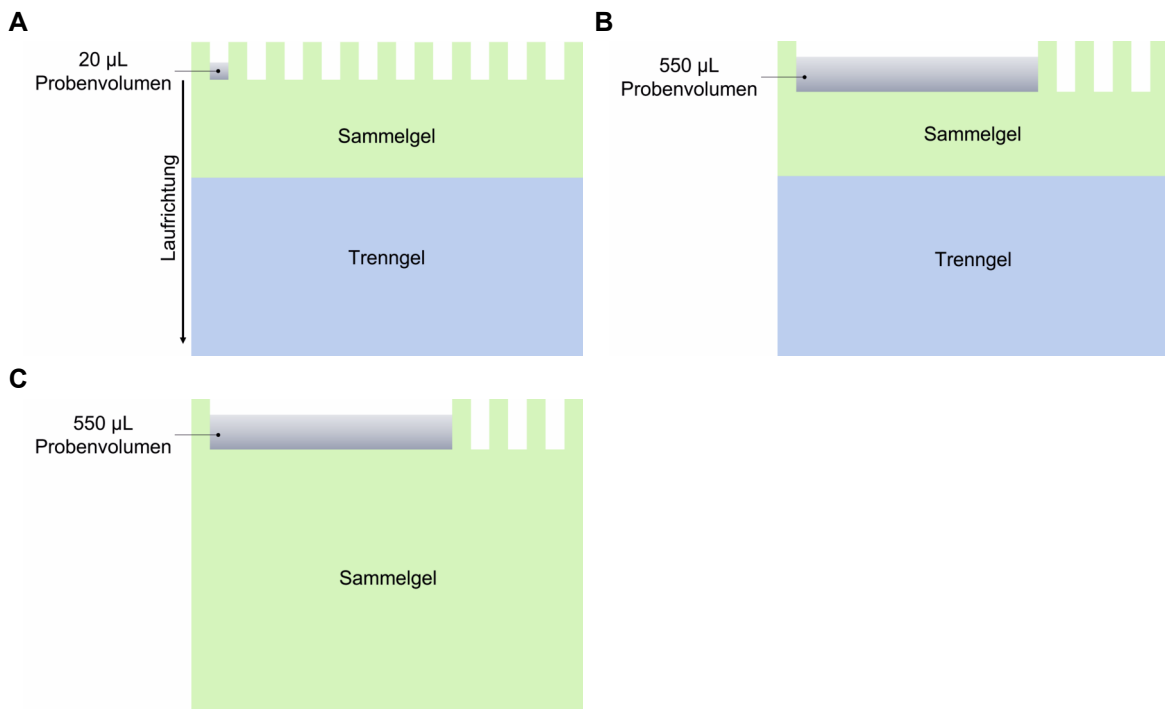 A
20 µL
Probenvolumen
Laufrichtung
Sammelgel
Trenngel
B
550 µL
Probenvolumen
Sammelgel
Trenngel
C
550 µL
Probenvolumen
Sammelgel